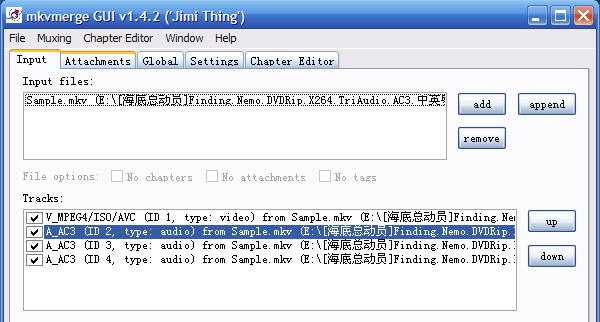 mkvmerge GUI v1.4.2 ('Jimi Thing')
File Muxing Chapter Editor Window Help
Input Attachments Global Settings Chapter Editor
Input files:
Sample.mkv (E:\[海底总动员]Finding.Nemo.DVDRip.X264.TriAudio.AC3.中英
add append
remove
File options: No chapters No attachments No tags
Tracks:
V_MPEG4/ISO/AVC (ID 1, type: video) from Sample.mkv (E:\[海底总动员]Finding.Nem
A_AC3 (ID 2, type: audio) from Sample.mkv (E:\[海底总动员]Finding.Nemo.DVDRip.
A_AC3 (ID 3, type: audio) from Sample.mkv (E:\[海底总动员]Finding.Nemo.DVDRip.
A_AC3 (ID 4, type: audio) from Sample.mkv (E:\[海底总动员]Finding.Nemo.DVDRip.
up
down